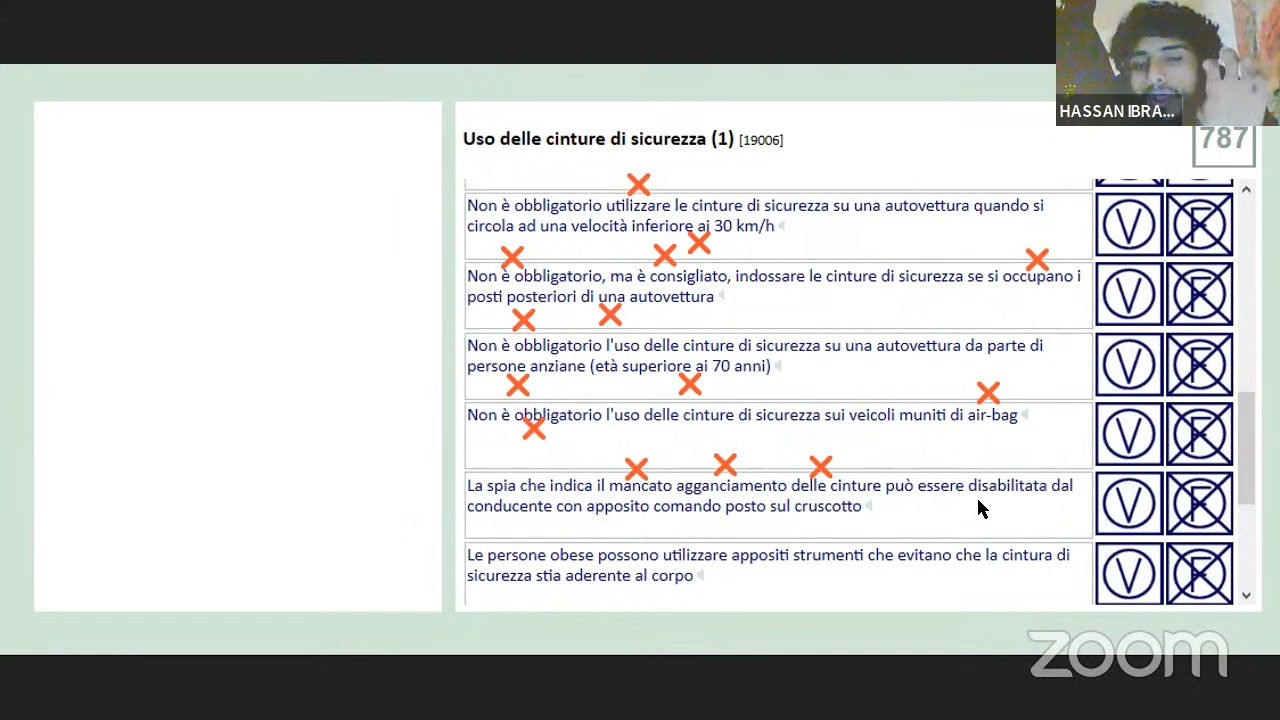 HASSAN IBRA...
Uso delle cinture di sicurezza (1) [19006]
787
Non è obbligatorio utilizzare le cinture di sicurezza su una autovettura quando si
circola ad una velocità inferiore ai 30 km/h
V F
Non è obbligatorio, ma è consigliato, indossare le cinture di sicurezza se si occupano i
posti posteriori di una autovettura
V F
Non è obbligatorio l'uso delle cinture di sicurezza su una autovettura da parte di
persone anziane (età superiore ai 70 anni)
V F
Non è obbligatorio l'uso delle cinture di sicurezza sui veicoli muniti di air-bag
V F
La spia che indica il mancato agganciamento delle cinture può essere disabilitata dal
conducente con apposito comando posto sul cruscotto
V F
Le persone obese possono utilizzare appositi strumenti che evitano che la cintura di
sicurezza stia aderente al corpo
V F
zoom